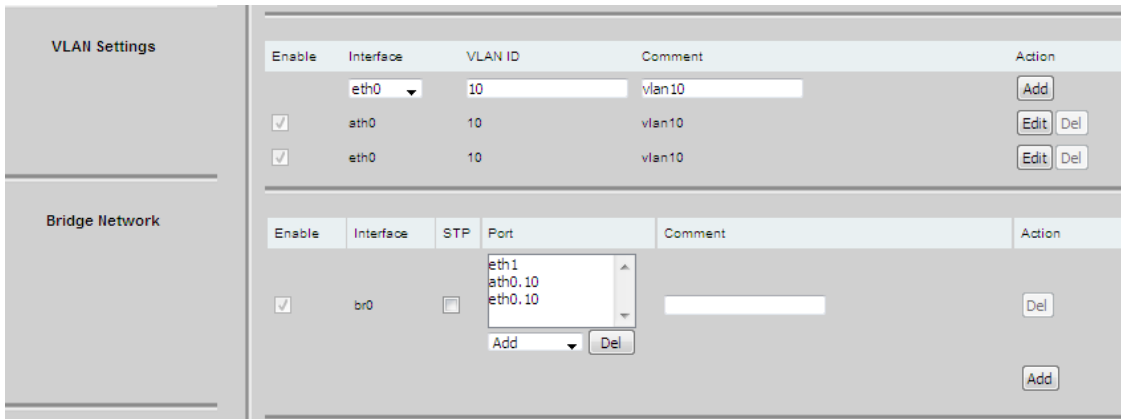 VLAN Settings
Enable Interface VLAN ID Comment Action
eth0 10 vlan10 Add
ath0 10 vlan10 Edit Del
eth0 10 vlan10 Edit Del
Bridge Network
Enable Interface STP Port Comment Action
eth1
ath0.10
eth0.10
br0 Del
Add Del
Add